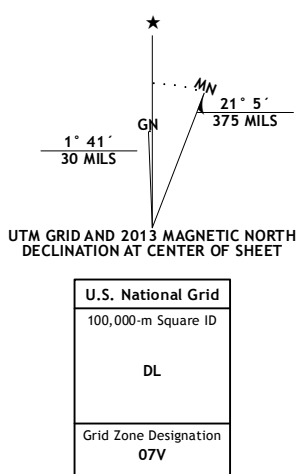 ★
MN
GN
21° 5´
375 MILS
1° 41´
30 MILS
UTM GRID AND 2013 MAGNETIC NORTH
DECLINATION AT CENTER OF SHEET
U.S. National Grid
100,000-m Square ID
DL
Grid Zone Designation
07V